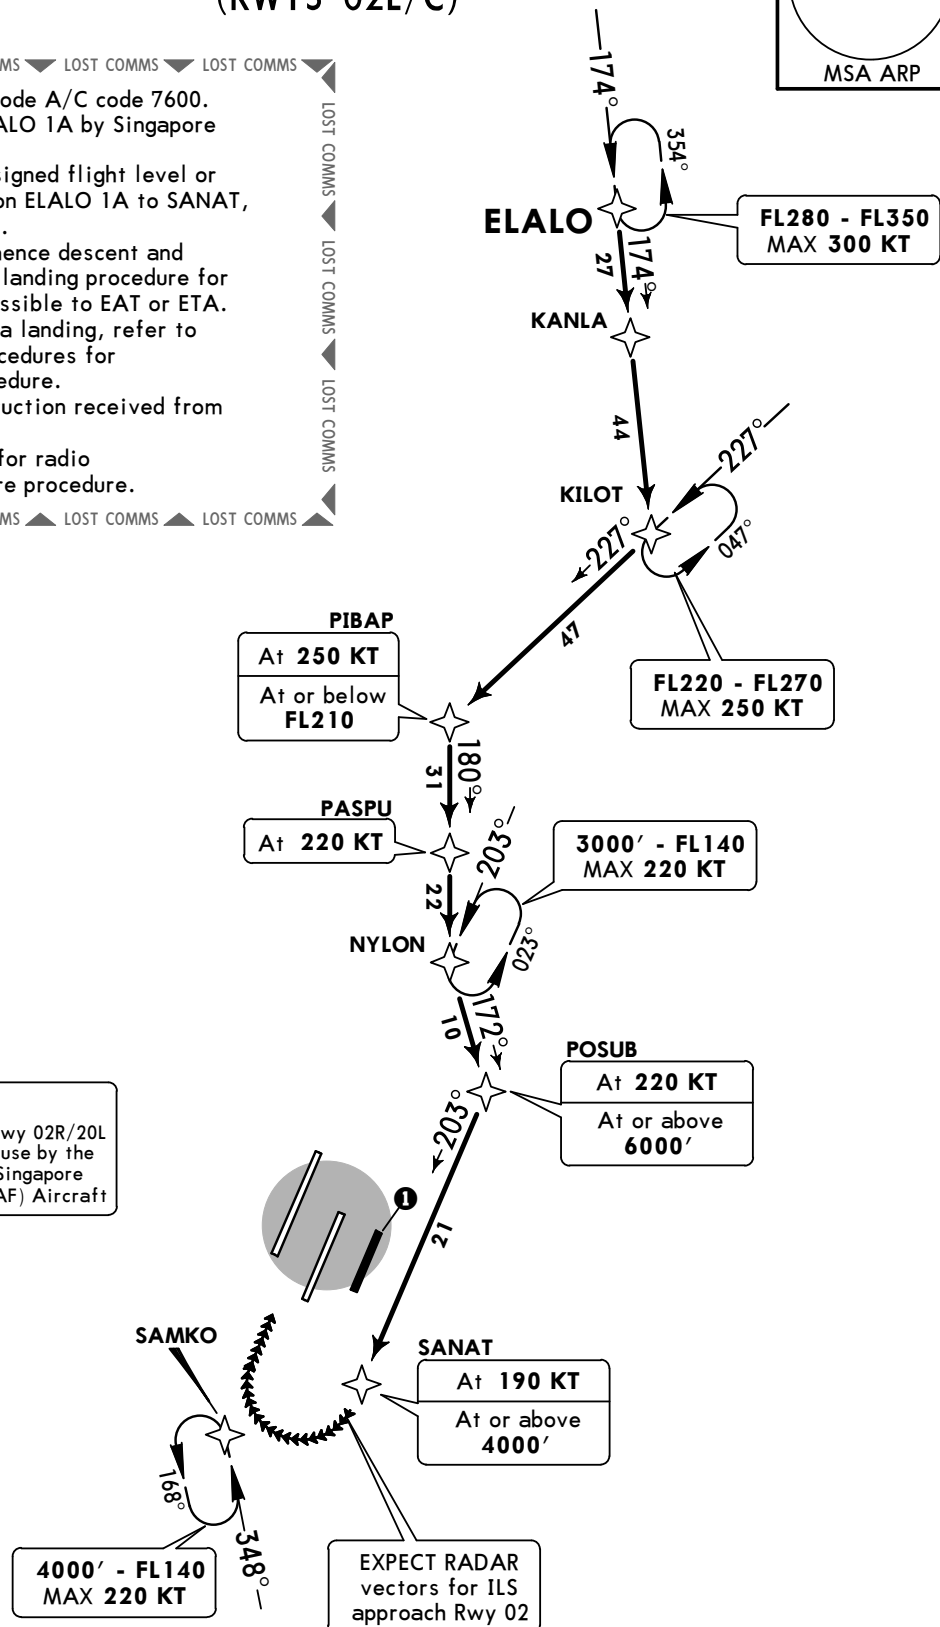 (RWYS 02L/C)
MSA ARP
LOST COMMS LOST COMMS
LOST COMMS
LOST COMMS
LOST COMMS
ode A/C code 7600.
ALO 1A by Singapore
signed flight level or
on ELALO 1A to SANAT,
.
hence descent and
landing procedure for
ssible to EAT or ETA.
a landing, refer to
cedures for
edure.
uction received from
for radio
re procedure.
MS LOST COMMS LOST COMMS
174°
354°
ELALO
FL280 - FL350
MAX 300 KT
27
174°
KANLA
44
227°
KILOT
047°
227°
47
FL220 - FL270
MAX 250 KT
PIBAP
At 250 KT
At or below
FL210
31
180°
PASPU
At 220 KT
203°
3000' - FL140
MAX 220 KT
22
NYLON
023°
172°
10
POSUB
At 220 KT
At or above
6000'
203°
wy 02R/20L
use by the
Singapore
AF) Aircraft
1
21
SAMKO
SANAT
At 190 KT
At or above
4000'
168°
348°
4000' - FL140
MAX 220 KT
EXPECT RADAR
vectors for ILS
approach Rwy 02